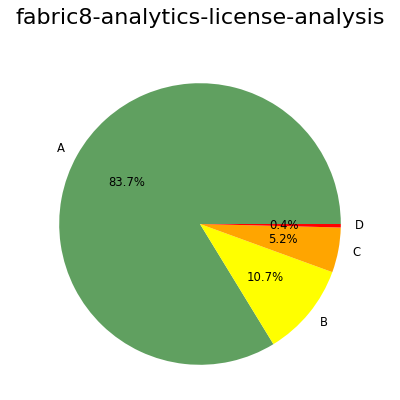 fabric8-analytics-license-analysis
A
83.7%
0.4%
D
5.2%
C
10.7%
B